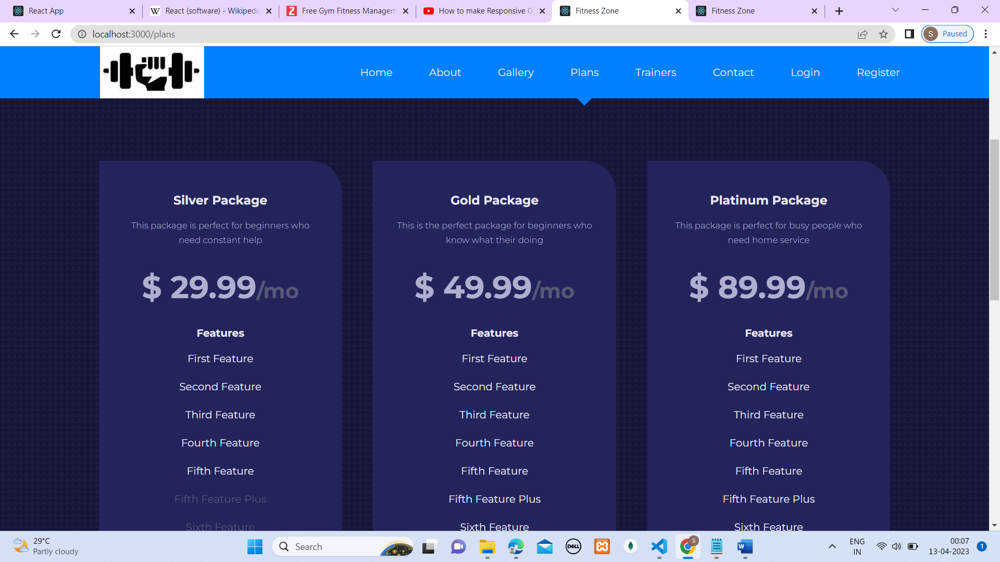 React App
React (software) - Wikipedia
Free Gym Fitness Managem
How to make Responsive G
Fitness Zone
Fitness Zone
localhost:3000/plans
S Paused
Home About Gallery Plans Trainers Contact Login Register
Silver Package
This package is perfect for beginners who
need constant help
$ 29.99/mo
Features
First Feature
Second Feature
Third Feature
Fourth Feature
Fifth Feature
Fifth Feature Plus
Sixth Feature
Gold Package
This is the perfect package for beginners who
know what their doing
$ 49.99/mo
Features
First Feature
Second Feature
Third Feature
Fourth Feature
Fifth Feature
Fifth Feature Plus
Sixth Feature
Platinum Package
This package is perfect for busy people who
need home service
$ 89.99/mo
Features
First Feature
Second Feature
Third Feature
Fourth Feature
Fifth Feature
Fifth Feature Plus
Sixth Feature
29°C
Partly cloudy
Search
DELL
S
W
ENG
IN
00:07
13-04-2023
1